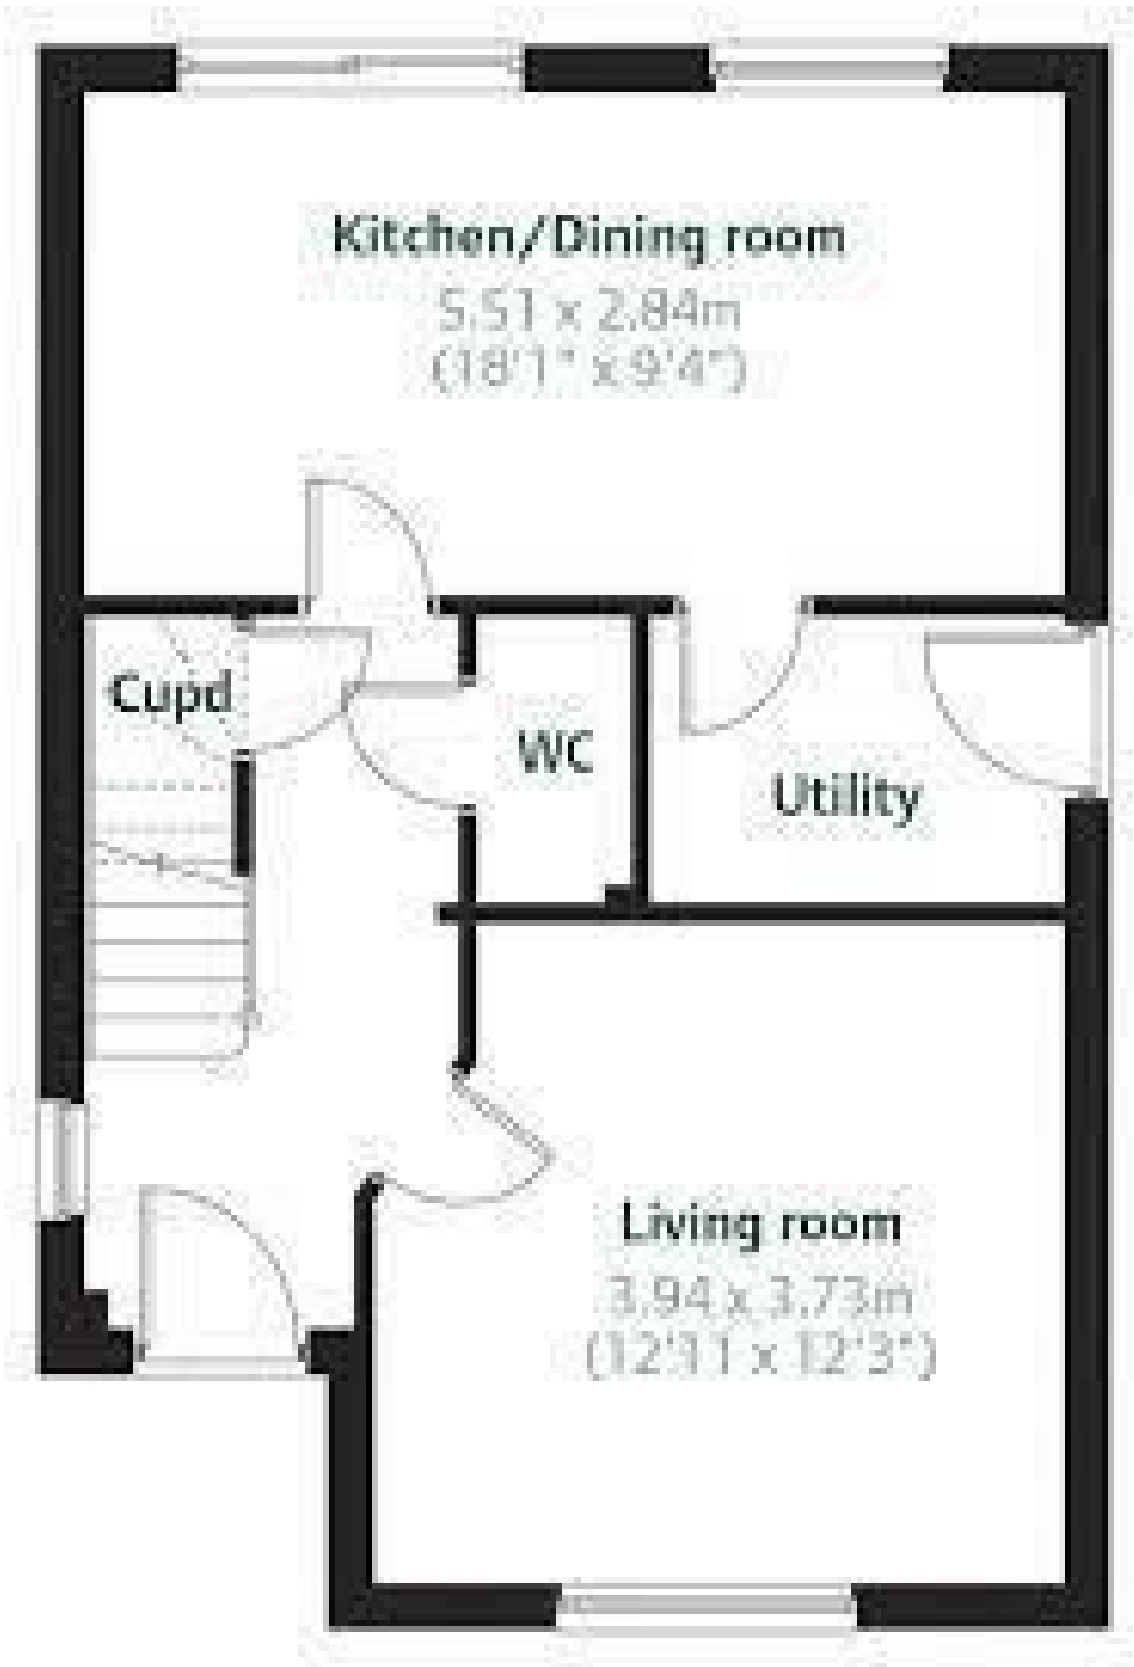 Kitchen/Dining room
5.51 x 2.84m
(18'1" x 9'4")
Cupd
WC
Utility
Living room
3.94 x 3.73m
(12'11 x 12'3")